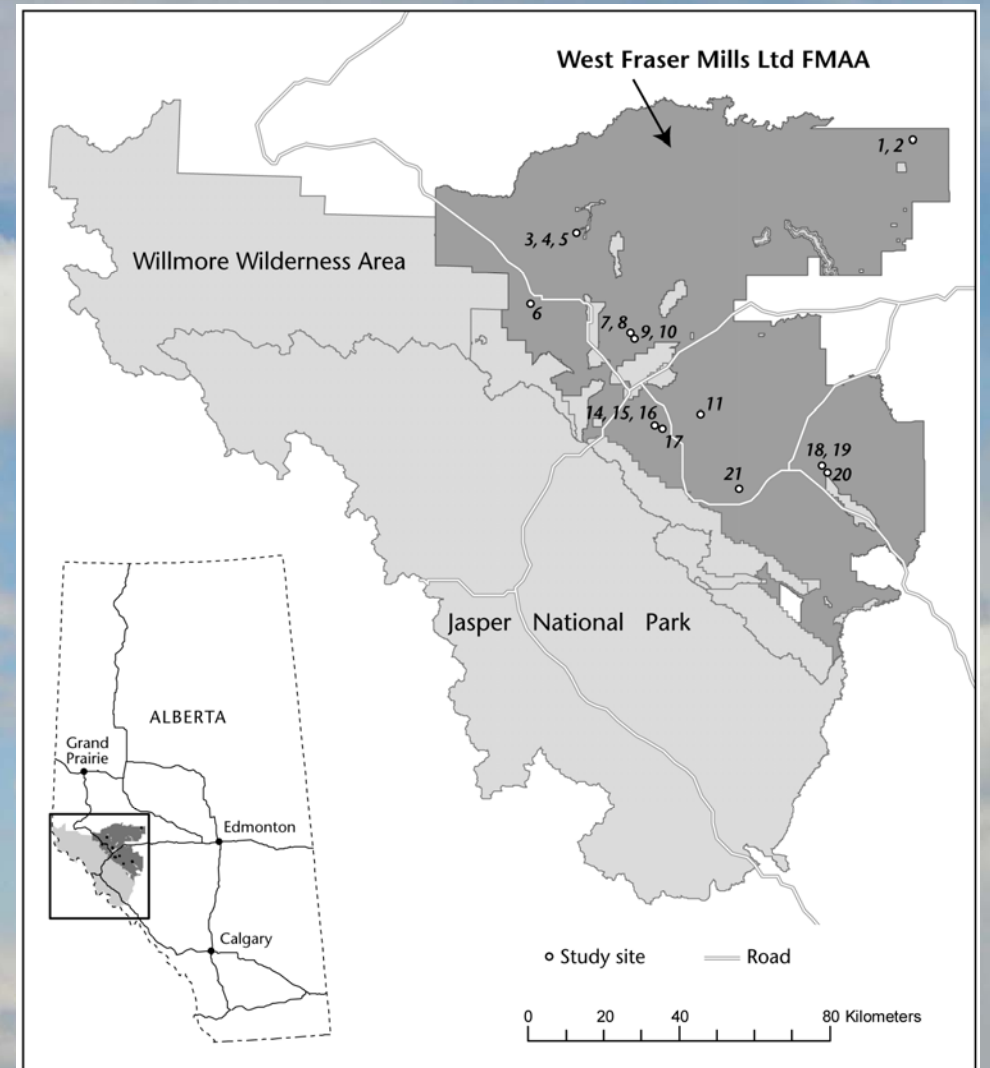 West Fraser Mills Ltd FMAA
1, 2
3, 4, 5
Willmore Wilderness Area
6
7, 8
9, 10
11
14, 15, 16
17
18, 19
20
21
Jasper National Park
ALBERTA
Grand
Prairie
Edmonton
Calgary
Study site
Road
0 20 40 80 Kilometers